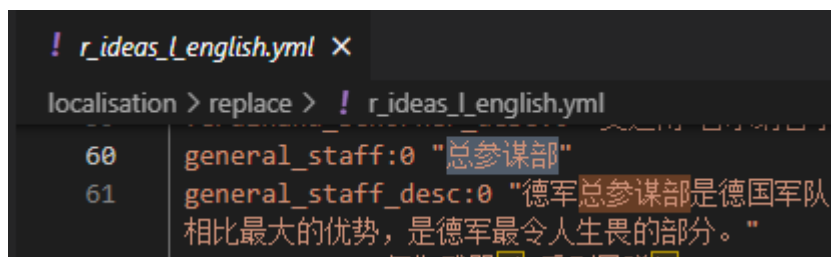 ! r_ideas_l_english.yml ×
localisation > replace > ! r_ideas_l_english.yml
60 general_staff:0 "总参谋部"
61 general_staff_desc:0 "德军总参谋部是德国军队
相比最大的优势，是德军最令人生畏的部分。"